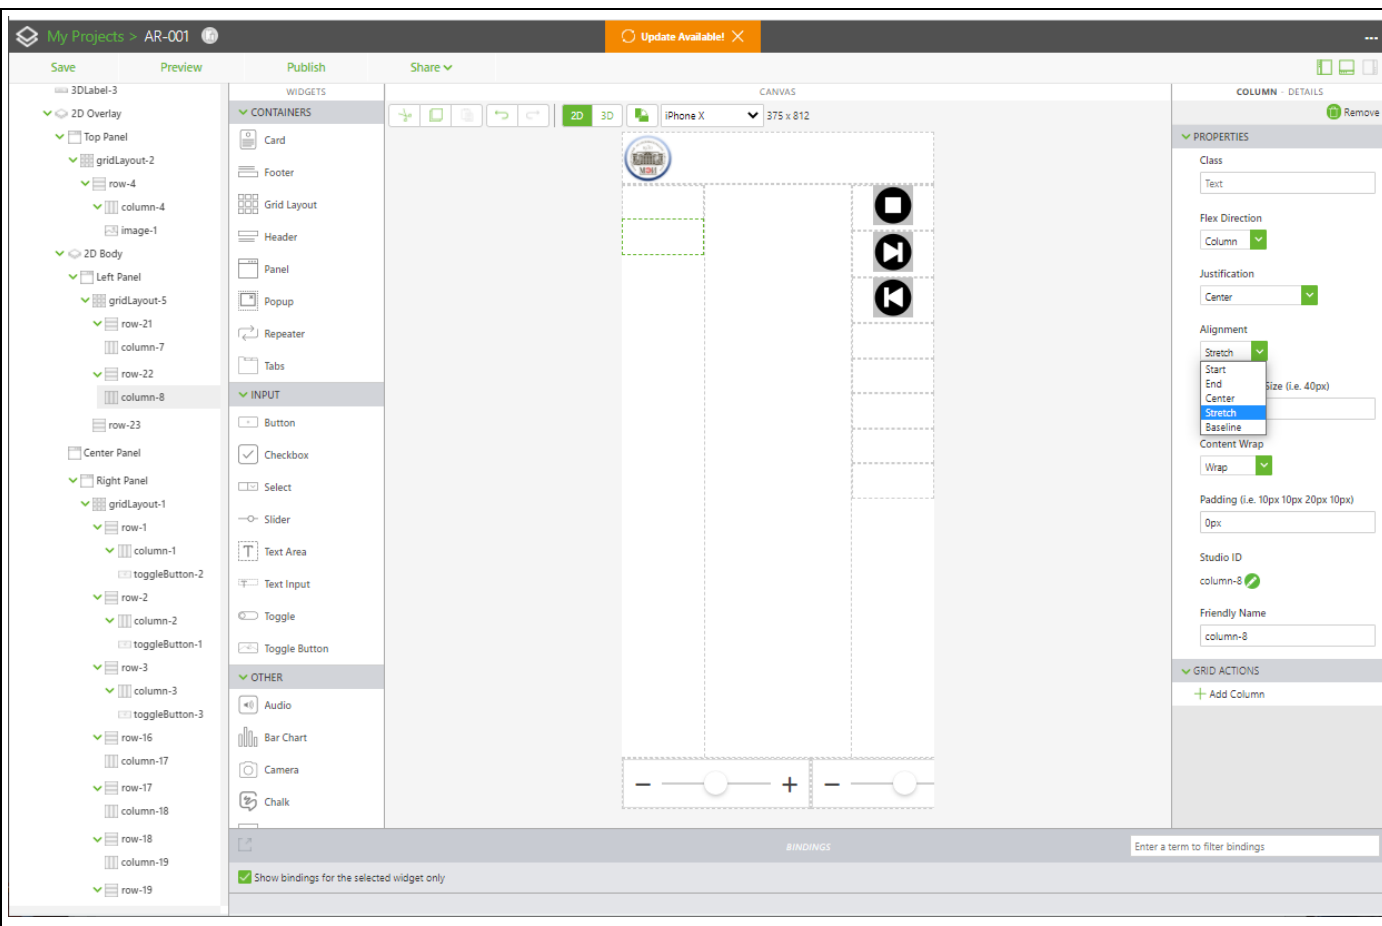 My Projects > AR-001
Update Available!
Save
Preview
Publish
Share
3DLabel-3
2D Overlay
Top Panel
gridLayout-2
row-4
column-4
image-1
2D Body
Left Panel
gridLayout-5
row-21
column-7
row-22
column-8
row-23
Center Panel
Right Panel
gridLayout-1
row-1
column-1
toggleButton-2
row-2
column-2
toggleButton-1
row-3
column-3
toggleButton-3
row-16
column-17
row-17
column-18
row-18
column-19
row-19
WIDGETS
CONTAINERS
Card
Footer
Grid Layout
Header
Panel
Popup
Repeater
Tabs
INPUT
Button
Checkbox
Select
Slider
Text Area
Text Input
Toggle
Toggle Button
OTHER
Audio
Bar Chart
Camera
Chalk
CANVAS
2D
3D
iPhone X
375 x 812
COLUMN - DETAILS
Remove
PROPERTIES
Class
Text
Flex Direction
Column
Justification
Center
Alignment
Stretch
Start
End
Center
Stretch
Baseline
Size (i.e. 40px)
Content Wrap
Wrap
Padding (i.e. 10px 10px 20px 10px)
0px
Studio ID
column-8
Friendly Name
column-8
GRID ACTIONS
Add Column
BINDINGS
Enter a term to filter bindings
Show bindings for the selected widget only